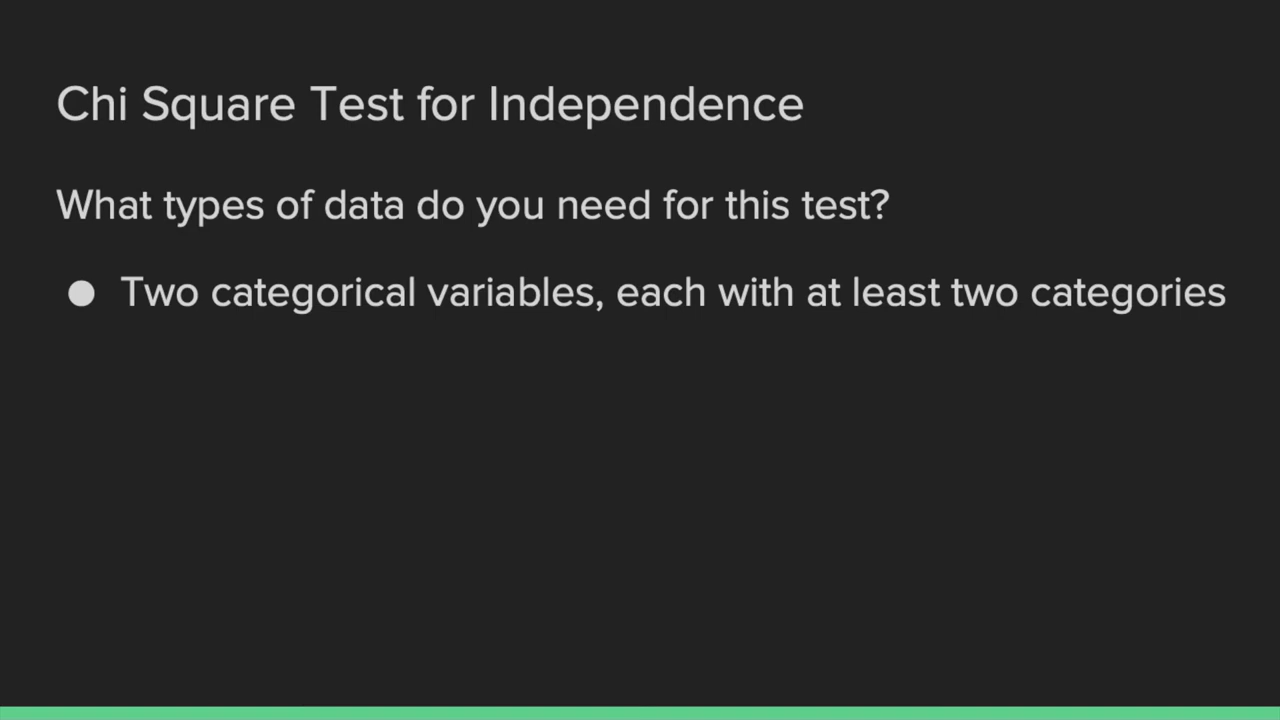 Chi Square Test for Independence
What types of data do you need for this test?
● Two categorical variables, each with at least two categories